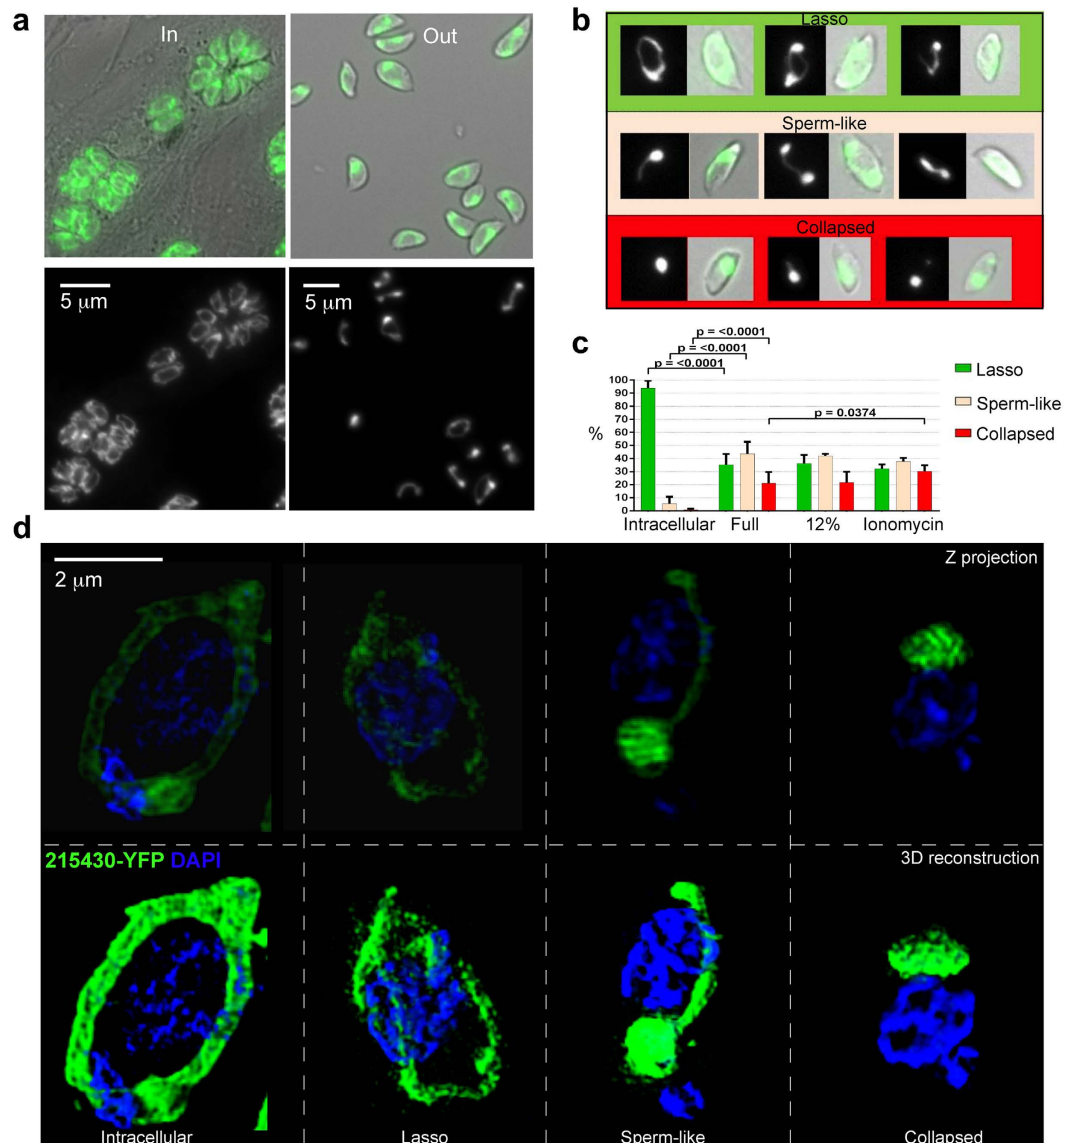 a
In
Out
5 μm
5 μm
b
Lasso
Sperm-like
Collapsed
c
p = <0.0001
p = <0.0001
p = <0.0001
p = 0.0374
%
100
90
80
70
60
50
40
30
20
10
0
Intracellular Full 12% Ionomycin
Lasso
Sperm-like
Collapsed
d
2 μm
Z projection
215430-YFP DAPI
3D reconstruction
Intracellular Lasso Sperm-like Collapsed